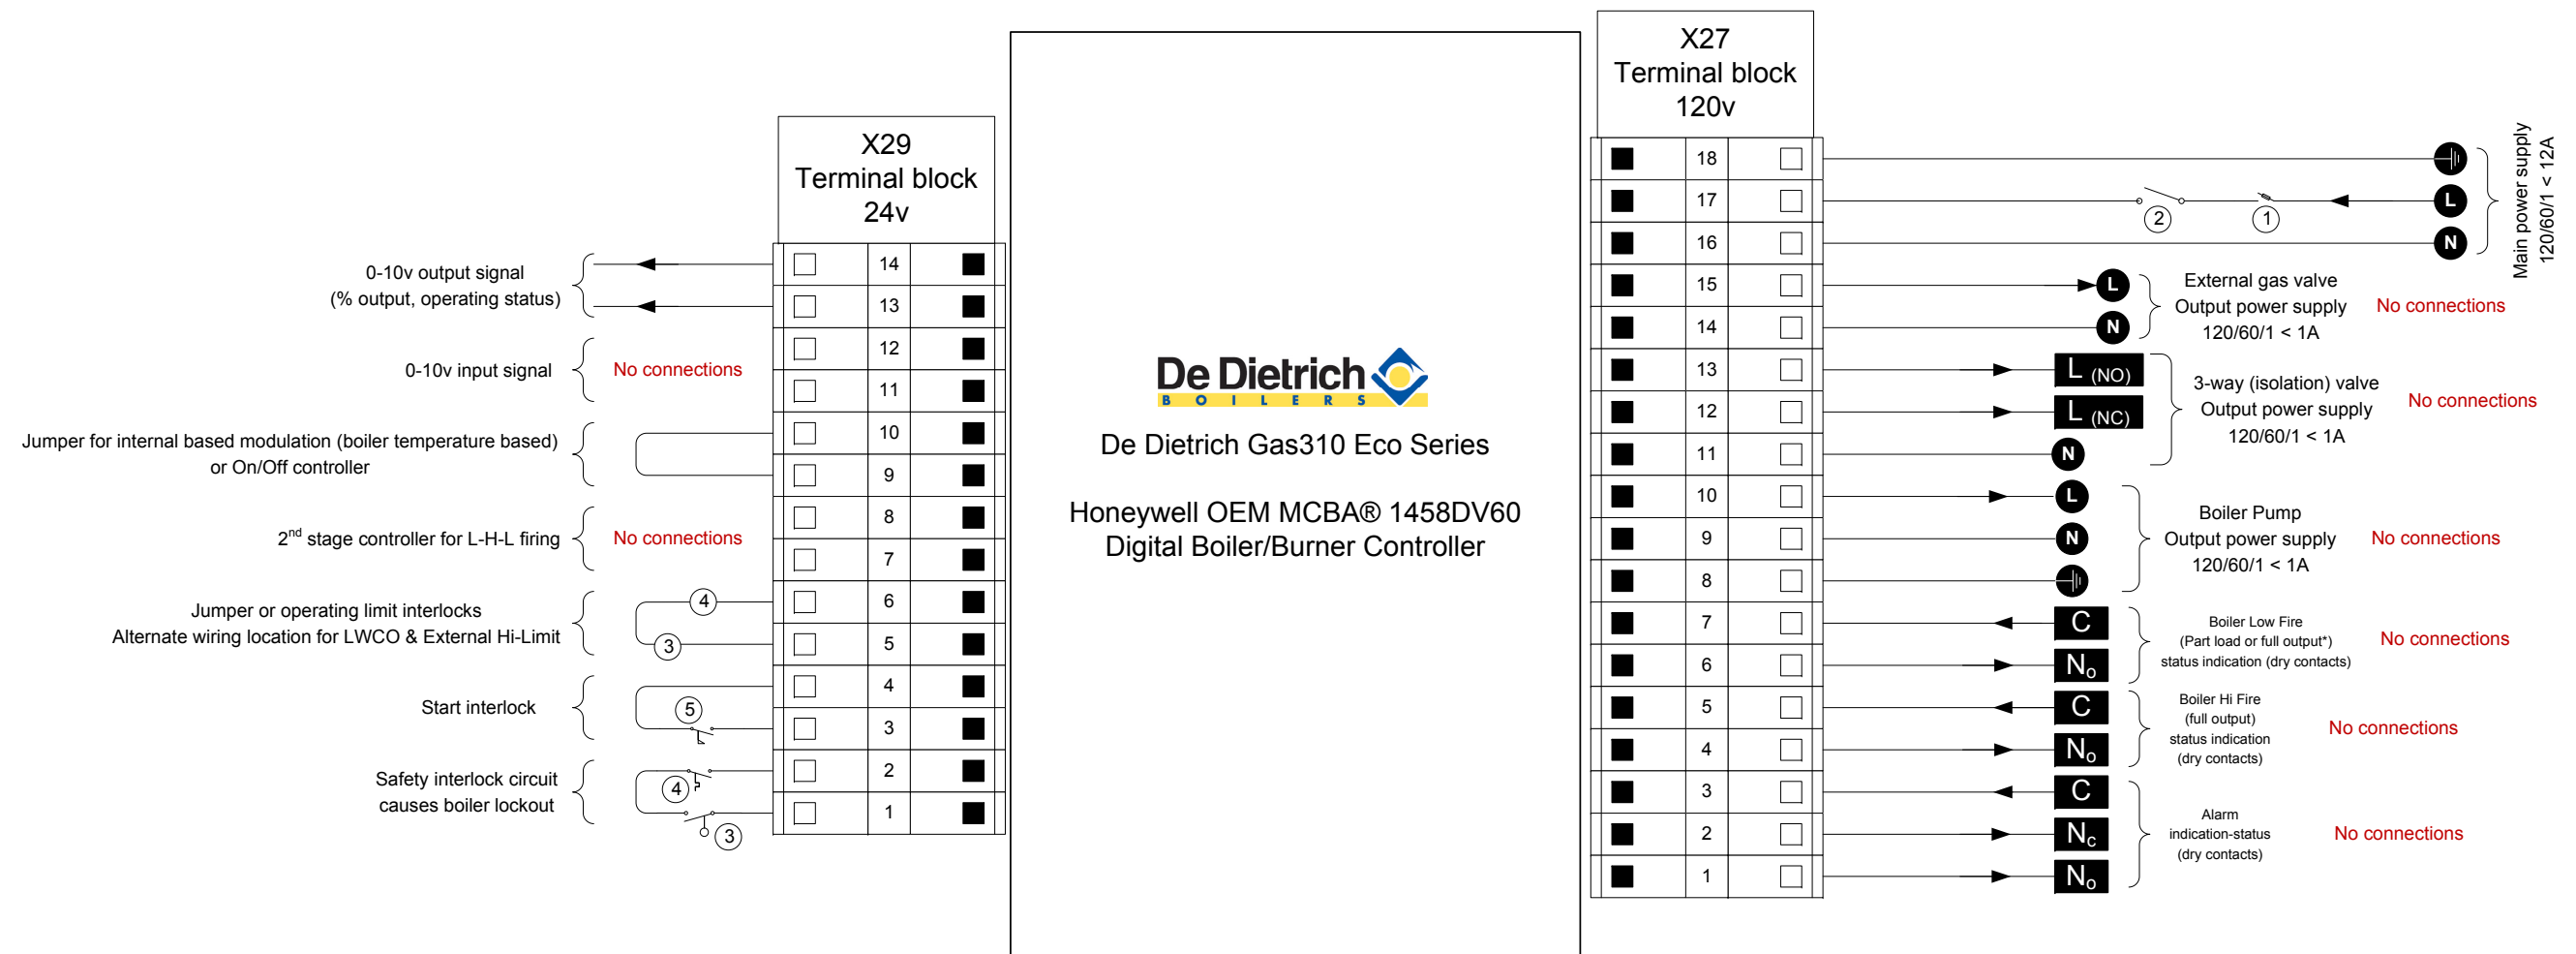 X29
Terminal block
24v
14
13
12
11
10
9
8
7
6
5
4
3
2
1
0-10v output signal
(% output, operating status)
0-10v input signal
No connections
Jumper for internal based modulation (boiler temperature based)
or On/Off controller
2nd stage controller for L-H-L firing
No connections
Jumper or operating limit interlocks
Alternate wiring location for LWCO & External Hi-Limit
4
3
Start interlock
5
Safety interlock circuit
causes boiler lockout
4
3
De Dietrich
BOILERS
De Dietrich Gas310 Eco Series
Honeywell OEM MCBA® 1458DV60
Digital Boiler/Burner Controller
X27
Terminal block
120v
18
17
16
15
14
13
12
11
10
9
8
7
6
5
4
3
2
1
2
1
L
N
Main power supply
120/60/1 < 12A
L
N
External gas valve
Output power supply
120/60/1 < 1A
No connections
L (NO)
L (NC)
N
3-way (isolation) valve
Output power supply
120/60/1 < 1A
No connections
L
N
Boiler Pump
Output power supply
120/60/1 < 1A
No connections
C
No
Boiler Low Fire
(Part load or full output*)
status indication (dry contacts)
No connections
C
No
Boiler Hi Fire
(full output)
status indication
(dry contacts)
No connections
C
Nc
No
Alarm
indication-status
(dry contacts)
No connections